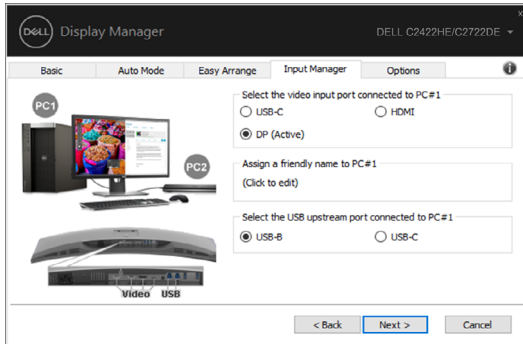 DELL Display Manager
DELL C2422HE/C2722DE
Basic Auto Mode Easy Arrange Input Manager Options
PC1
PC2
Video USB
Select the video input port connected to PC#1
USB-C HDMI
DP (Active)
Assign a friendly name to PC#1
(Click to edit)
Select the USB upstream port connected to PC#1
USB-B USB-C
< Back Next > Cancel